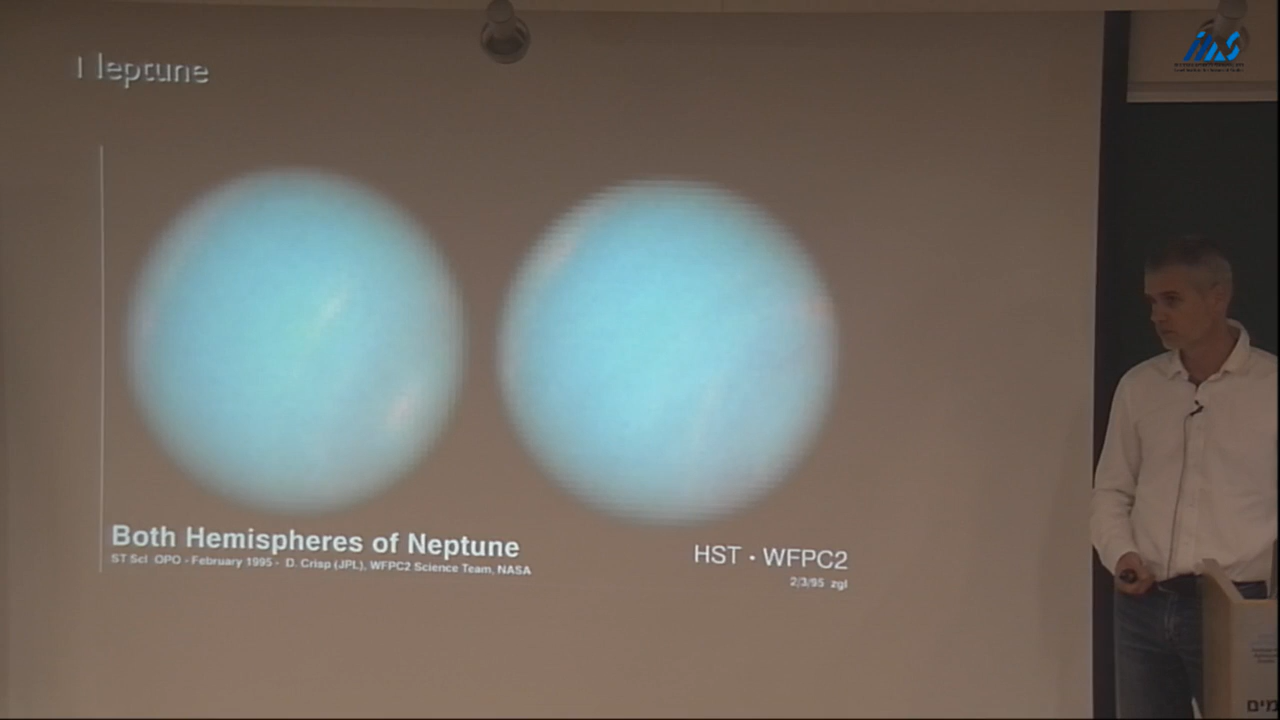 Neptune
Both Hemispheres of Neptune
ST ScI OPO - February 1995 - D. Crisp (JPL), WFPC2 Science Team, NASA
HST • WFPC2
2/3/95 zgl